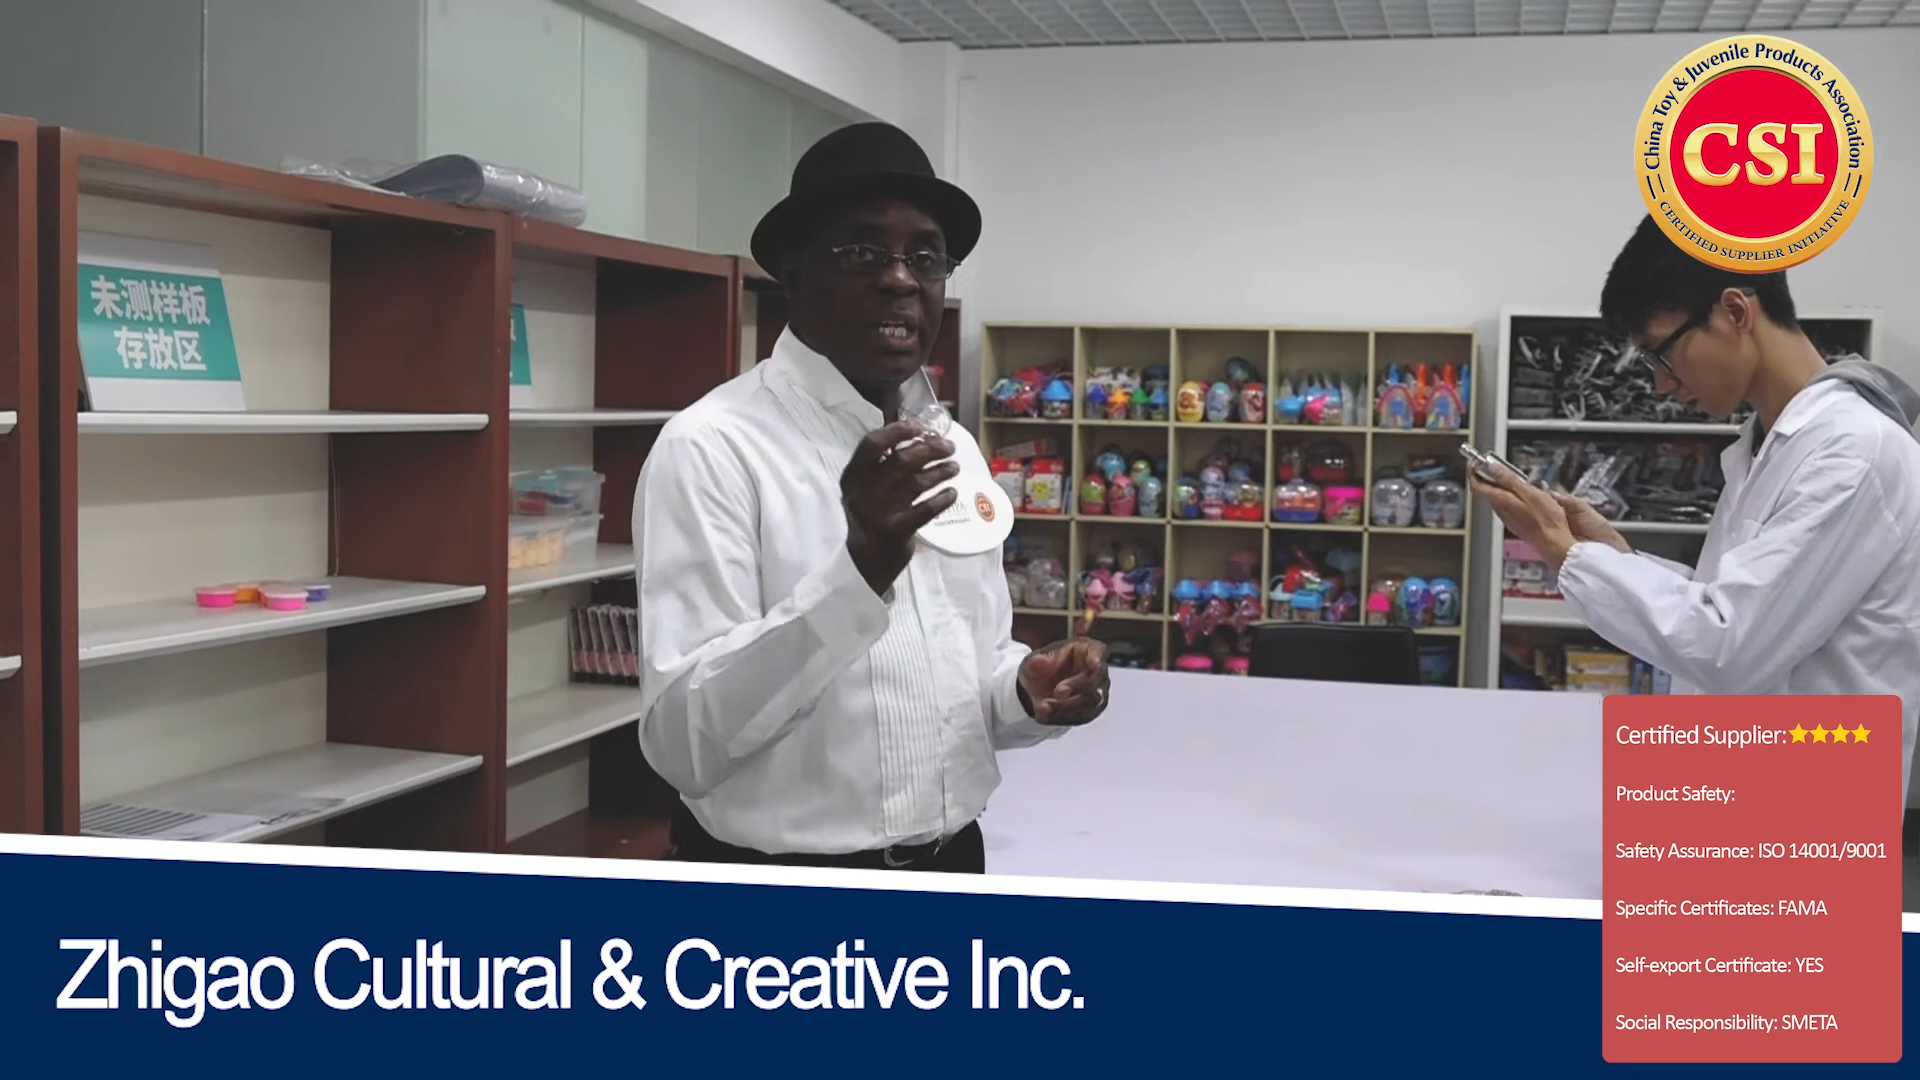 China Toy & Juvenile Products Association
CSI
CERTIFIED SUPPLIER INITIATIVE
未测样板
存放区
CSI
Certified Supplier:
Product Safety:
Safety Assurance: ISO 14001/9001
Specific Certificates: FAMA
Self-export Certificate: YES
Social Responsibility: SMETA
Zhigao Cultural & Creative Inc.